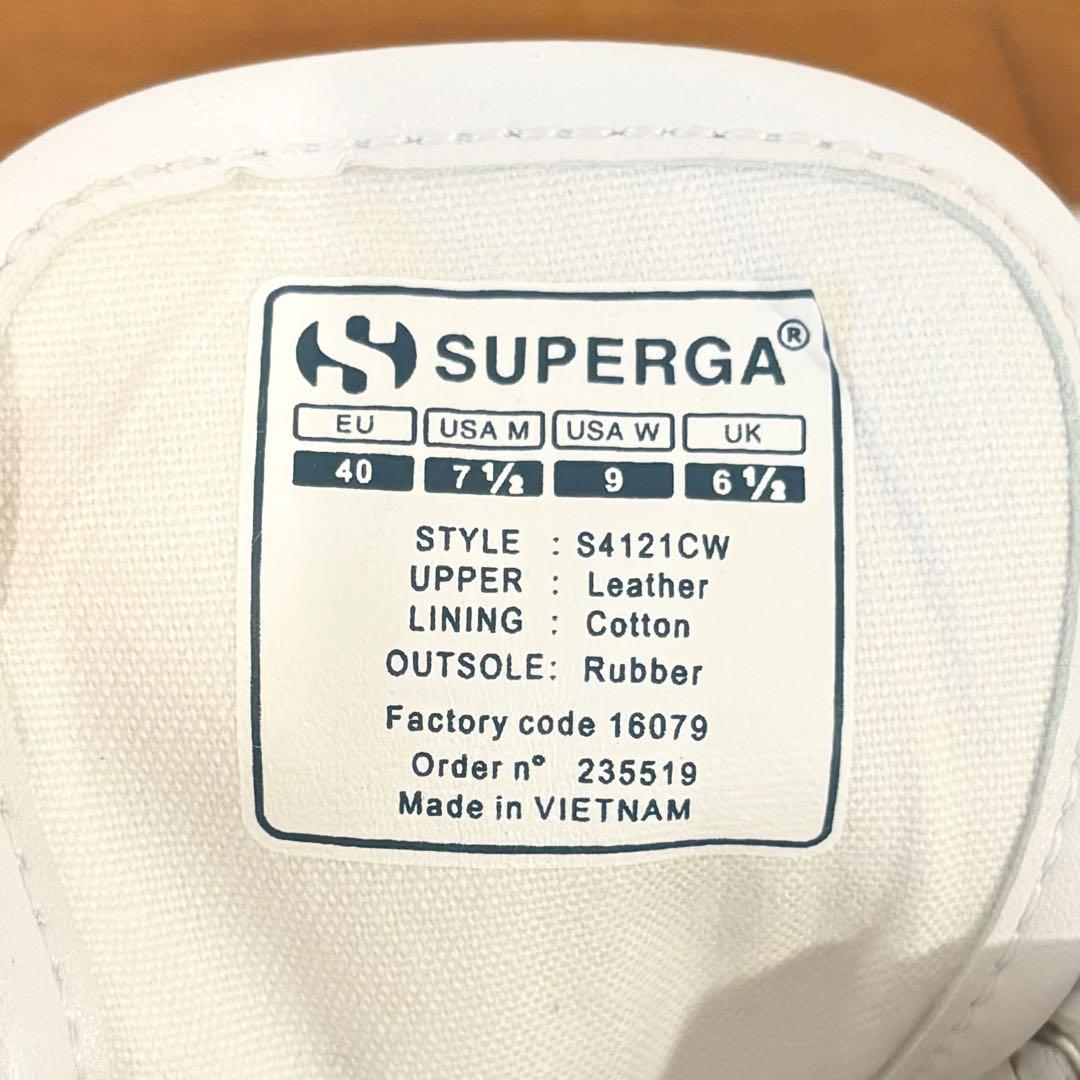 SUPERGA®
EU USA M USA W UK
40 7 ½ 9 6 ½
STYLE : S4121CW
UPPER : Leather
LINING : Cotton
OUTSOLE: Rubber
Factory code 16079
Order nº 235519
Made in VIETNAM